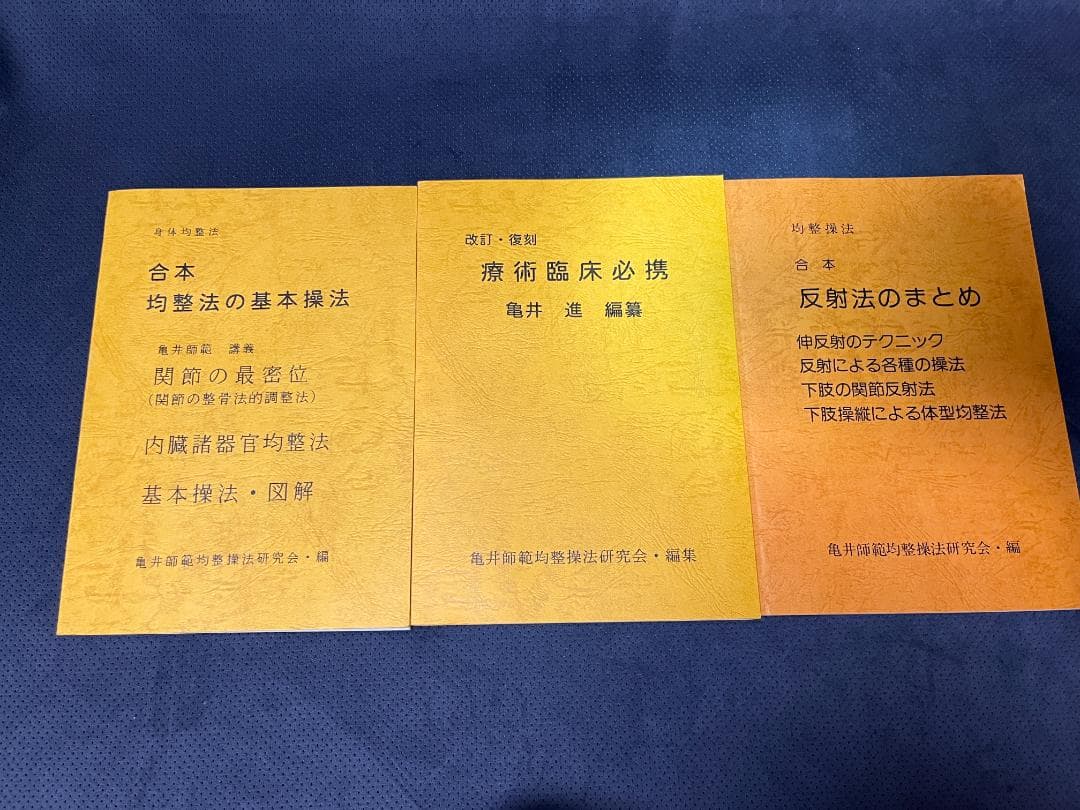 身体均整法
合本
均整法の基本操法
亀井師範 講義
関節の最密位
(関節の整骨法的調整法)
内臓諸器官均整法
基本操法・図解
亀井師範均整操法研究会・編
改訂・復刻
療術臨床必携
亀井 進 編纂
亀井師範均整操法研究会・編集
均整操法
合本
反射法のまとめ
伸反射のテクニック
反射による各種の操法
下肢の関節反射法
下肢操縦による体型均整法
亀井師範均整操法研究会・編